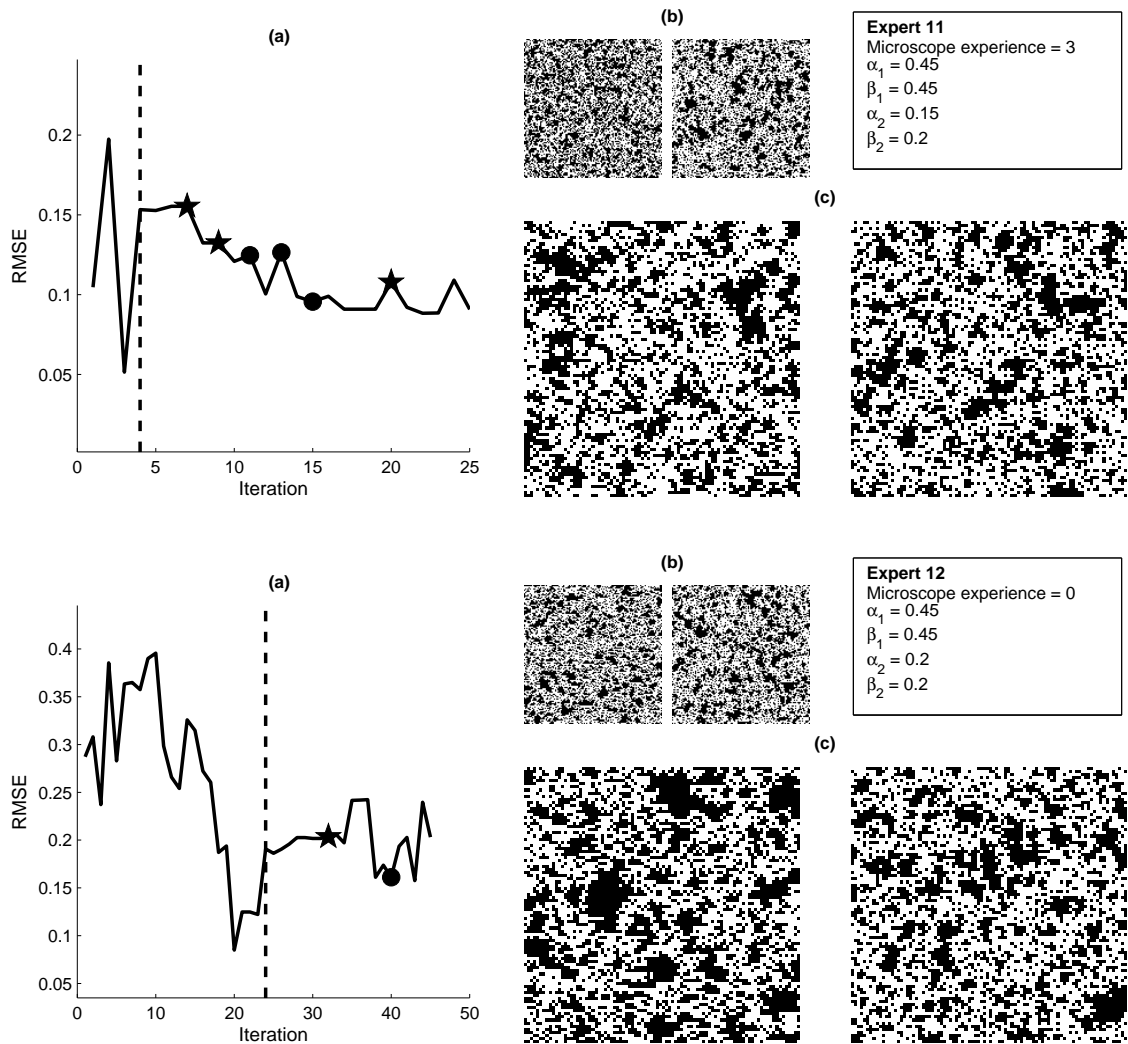 (a)
RMSE
0.2
0.15
0.1
0.05
0 5 10 15 20 25
Iteration
(b)
Expert 11
Microscope experience = 3
α1 = 0.45
β1 = 0.45
α2 = 0.15
β2 = 0.2
(c)
(a)
RMSE
0.4
0.35
0.3
0.25
0.2
0.15
0.1
0.05
0 10 20 30 40 50
Iteration
(b)
Expert 12
Microscope experience = 0
α1 = 0.45
β1 = 0.45
α2 = 0.2
β2 = 0.2
(c)